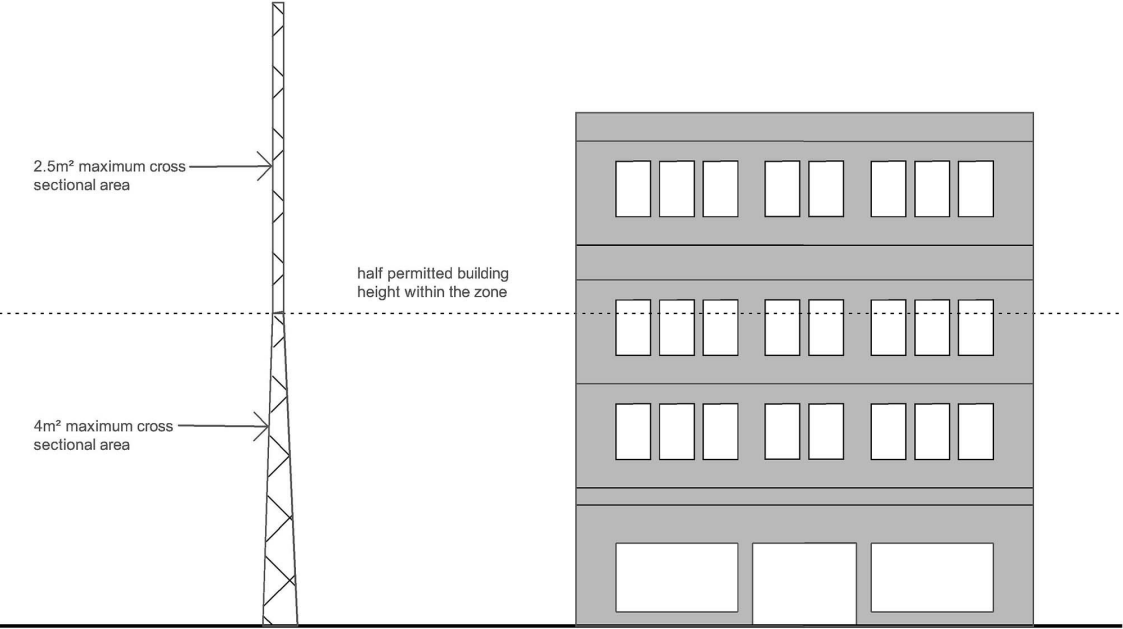 2.5m² maximum cross
sectional area
half permitted building
height within the zone
4m² maximum cross
sectional area